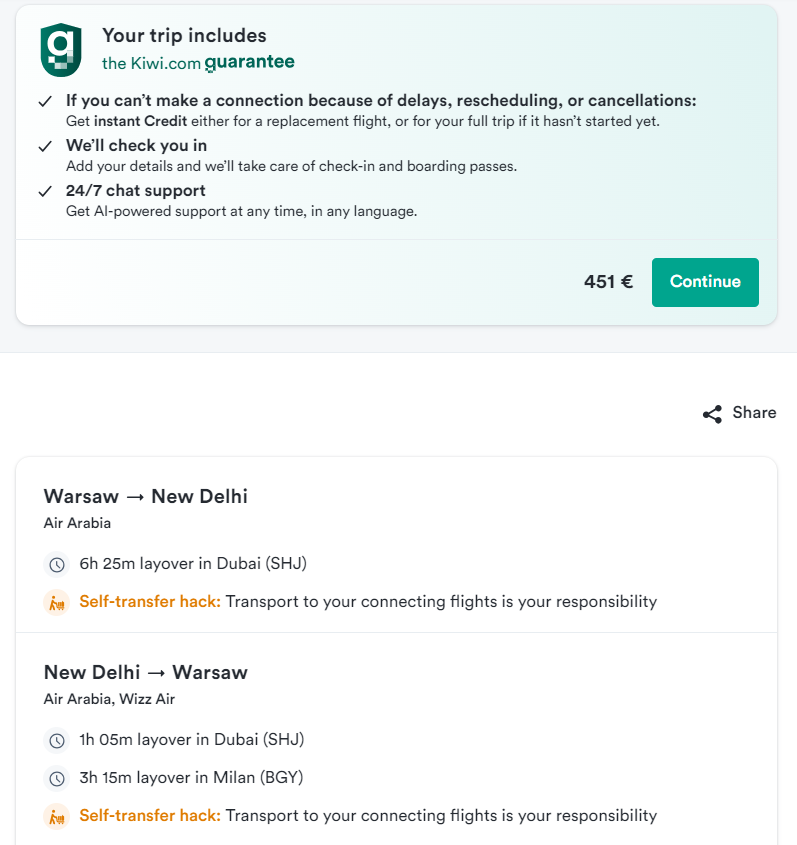 Your trip includes
the Kiwi.com guarantee
If you can’t make a connection because of delays, rescheduling, or cancellations:
Get instant Credit either for a replacement flight, or for your full trip if it hasn’t started yet.
We’ll check you in
Add your details and we’ll take care of check-in and boarding passes.
24/7 chat support
Get AI-powered support at any time, in any language.
451 €
Continue
Share
Warsaw → New Delhi
Air Arabia
6h 25m layover in Dubai (SHJ)
Self-transfer hack: Transport to your connecting flights is your responsibility
New Delhi → Warsaw
Air Arabia, Wizz Air
1h 05m layover in Dubai (SHJ)
3h 15m layover in Milan (BGY)
Self-transfer hack: Transport to your connecting flights is your responsibility